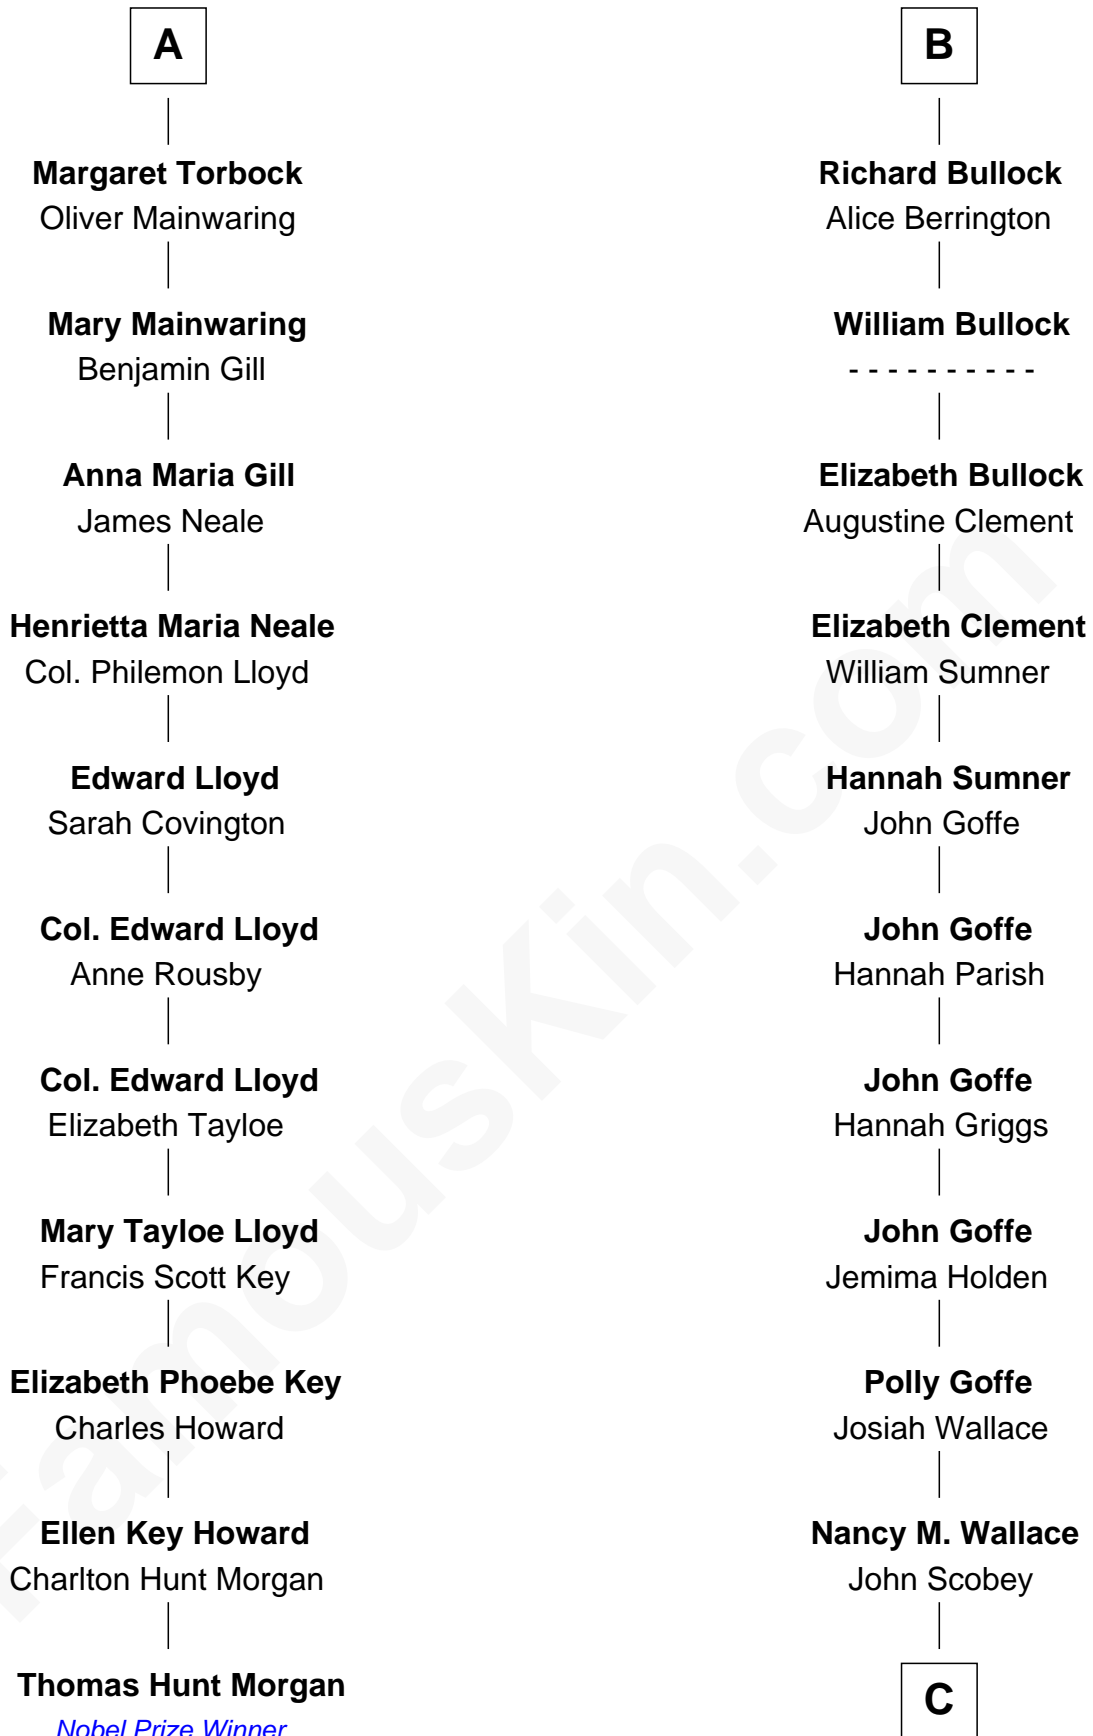 A
Margaret Torbock
Oliver Mainwaring
Mary Mainwaring
Benjamin Gill
Anna Maria Gill
James Neale
Henrietta Maria Neale
Col. Philemon Lloyd
Edward Lloyd
Sarah Covington
Col. Edward Lloyd
Anne Rousby
Col. Edward Lloyd
Elizabeth Tayloe
Mary Tayloe Lloyd
Francis Scott Key
Elizabeth Phoebe Key
Charles Howard
Ellen Key Howard
Charlton Hunt Morgan
Thomas Hunt Morgan
Nobel Prize Winner
B
Richard Bullock
Alice Berrington
William Bullock
- - - - - - - - - -
Elizabeth Bullock
Augustine Clement
Elizabeth Clement
William Sumner
Hannah Sumner
John Goffe
John Goffe
Hannah Parish
John Goffe
Hannah Griggs
John Goffe
Jemima Holden
Polly Goffe
Josiah Wallace
Nancy M. Wallace
John Scobey
C
FamousKin.com